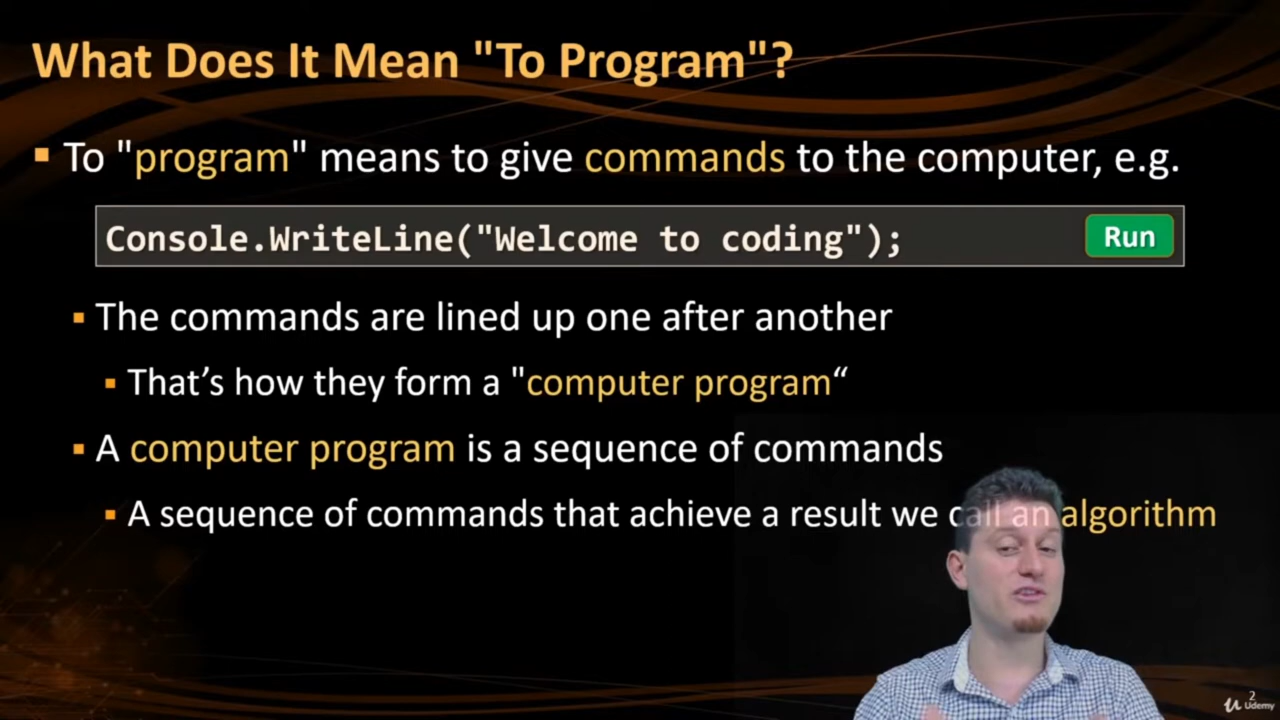 What Does It Mean "To Program"?
▪ To "program" means to give commands to the computer, e.g.
Console.WriteLine("Welcome to coding");
Run
▪ The commands are lined up one after another
▪ That’s how they form a "computer program“
▪ A computer program is a sequence of commands
▪ A sequence of commands that achieve a result we call an algorithm
2
Udemy